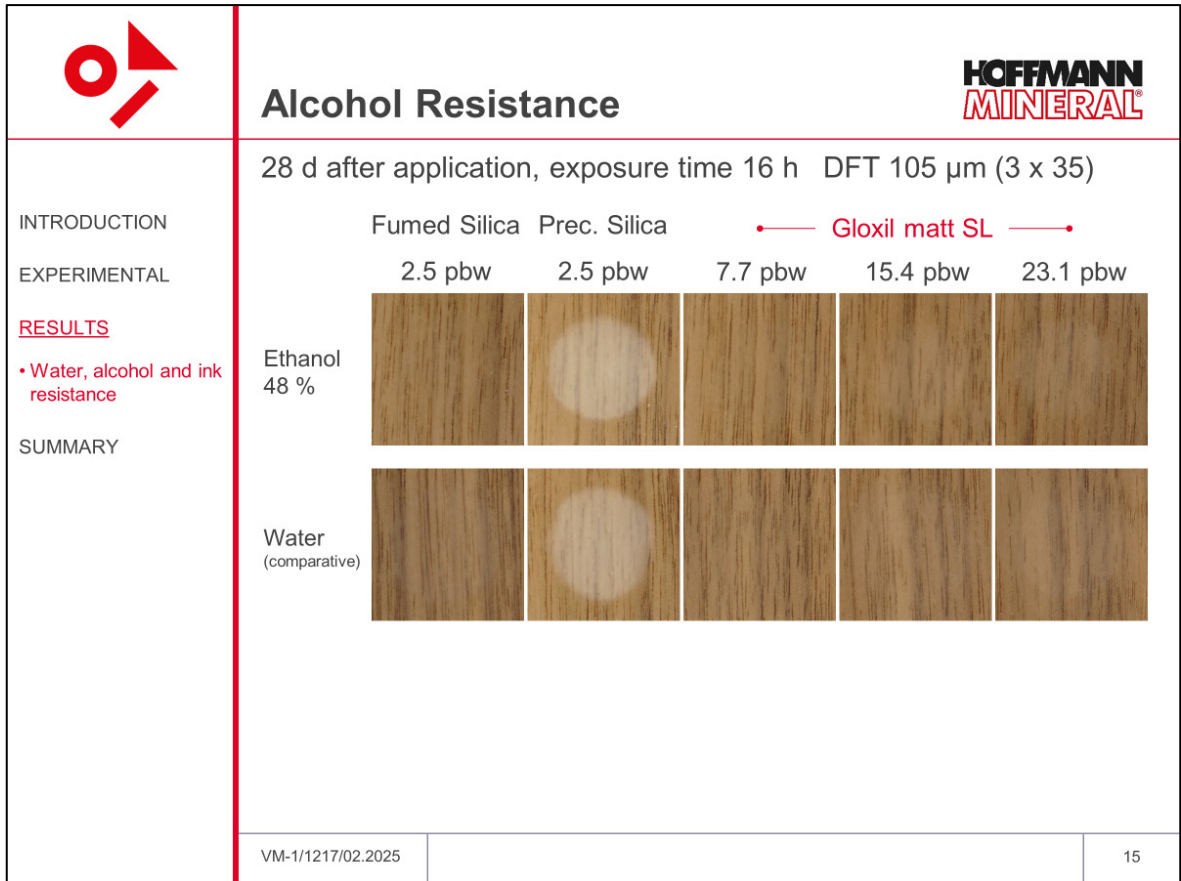 HOFFMANN
MINERAL®
Alcohol Resistance
28 d after application, exposure time 16 h DFT 105 µm (3 x 35)
INTRODUCTION
EXPERIMENTAL
RESULTS
• Water, alcohol and ink
resistance
SUMMARY
Fumed Silica Prec. Silica Gloxil matt SL
2.5 pbw 2.5 pbw 7.7 pbw 15.4 pbw 23.1 pbw
Ethanol
48 %
Water
(comparative)
VM-1/1217/02.2025
15